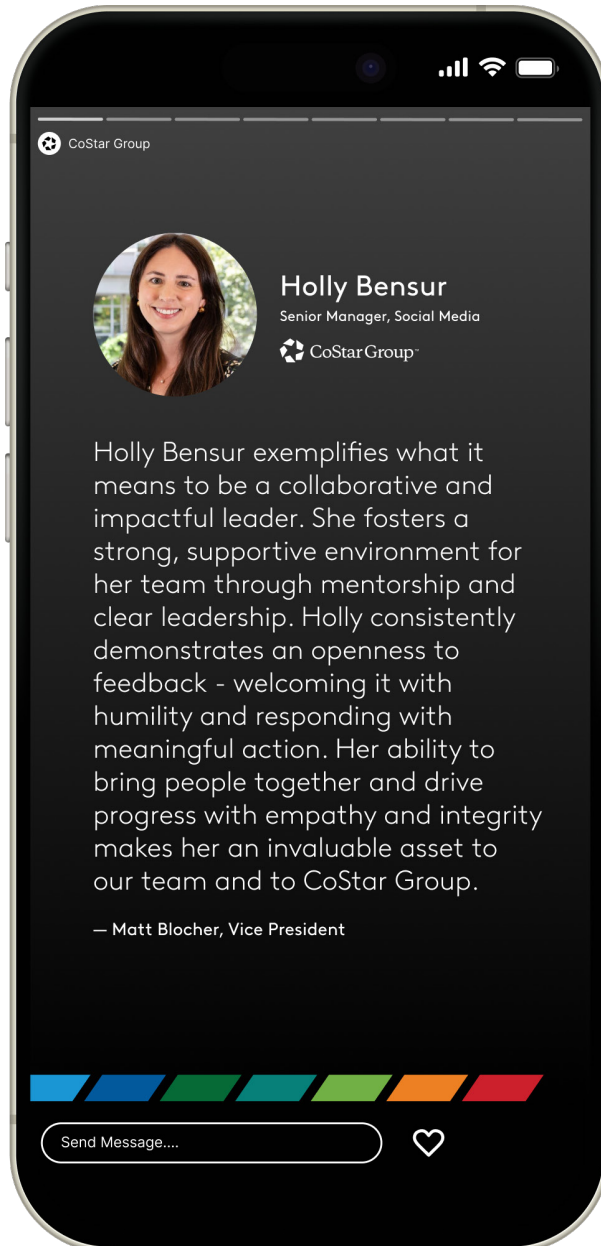 CoStar Group
Holly Bensur
Senior Manager, Social Media
CoStar Group™
Holly Bensur exemplifies what it
means to be a collaborative and
impactful leader. She fosters a
strong, supportive environment for
her team through mentorship and
clear leadership. Holly consistently
demonstrates an openness to
feedback - welcoming it with
humility and responding with
meaningful action. Her ability to
bring people together and drive
progress with empathy and integrity
makes her an invaluable asset to
our team and to CoStar Group.
— Matt Blocher, Vice President
Send Message....